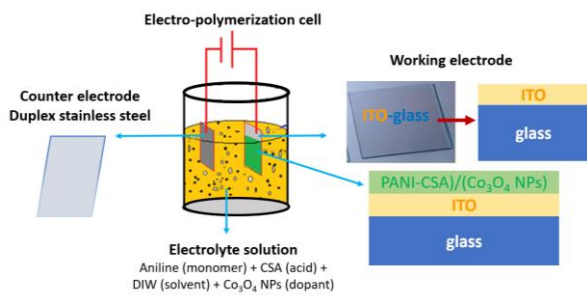 Electro-polymerization cell
Working electrode
Counter electrode
Duplex stainless steel
ITO-glass
ITO
glass
PANI-CSA)/(Co₃O₄ NPs)
ITO
glass
Electrolyte solution
Aniline (monomer) + CSA (acid) +
DIW (solvent) + Co₃O₄ NPs (dopant)